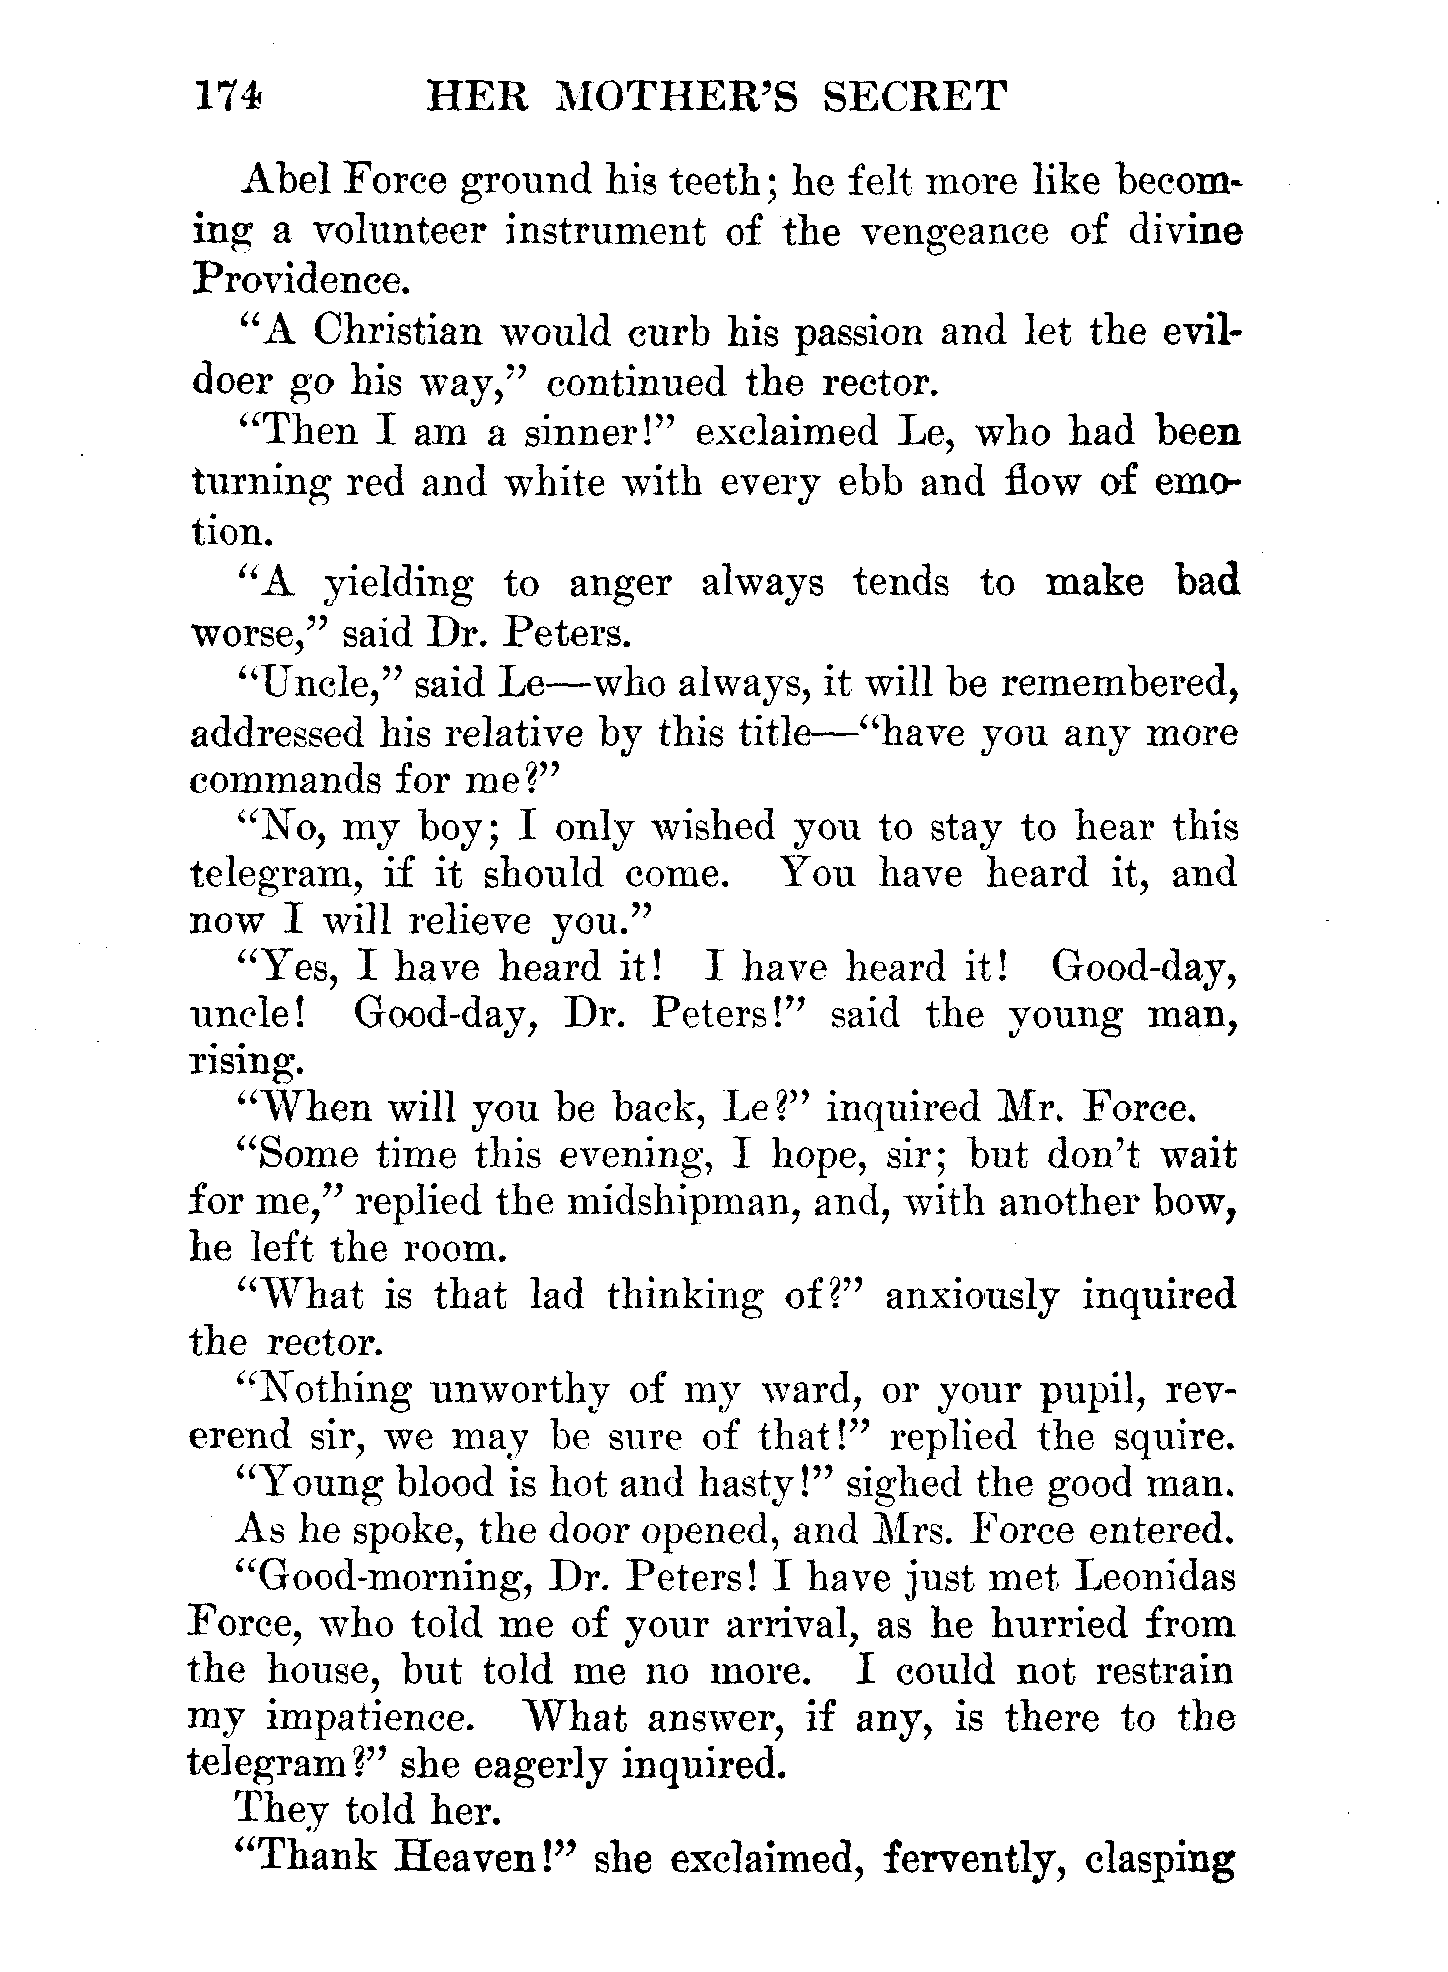 174 HER MOTHER'S SECRET
Abel Force ground his teeth; he felt more like becom-
ing a volunteer instrument of the vengeance of divine
Providence.
“A Christian would curb his passion and let the evil-
doer go his way,” continued the rector.
“Then I am a sinner!” exclaimed Le, who had been
turning red and white with every ebb and flow of emo-
tion.
“A yielding to anger always tends to make bad
worse,” said Dr. Peters.
“Uncle,” said Le—who always, it will be remembered,
addressed his relative by this title—“have you any more
commands for me?”
“No, my boy; I only wished you to stay to hear this
telegram, if it should come. You have heard it, and
now I will relieve you.”
“Yes, I have heard it! I have heard it! Good-day,
uncle! Good-day, Dr. Peters!” said the young man,
rising.
“When will you be back, Le?” inquired Mr. Force.
“Some time this evening, I hope, sir; but don’t wait
for me,” replied the midshipman, and, with another bow,
he left the room.
“What is that lad thinking of?” anxiously inquired
the rector.
“Nothing unworthy of my ward, or your pupil, rev-
erend sir, we may be sure of that!” replied the squire.
“Young blood is hot and hasty!” sighed the good man.
As he spoke, the door opened, and Mrs. Force entered.
“Good-morning, Dr. Peters! I have just met Leonidas
Force, who told me of your arrival, as he hurried from
the house, but told me no more. I could not restrain
my impatience. What answer, if any, is there to the
telegram?” she eagerly inquired.
They told her.
“Thank Heaven!” she exclaimed, fervently, clasping